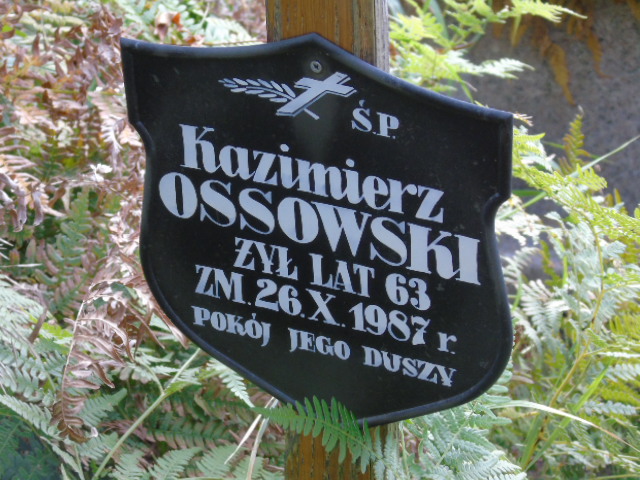 Ś.P.
Kazimierz
OSSOWSKI
ŻYŁ LAT 63
ZM. 26.X.1987 r.
POKÓJ JEGO DUSZY